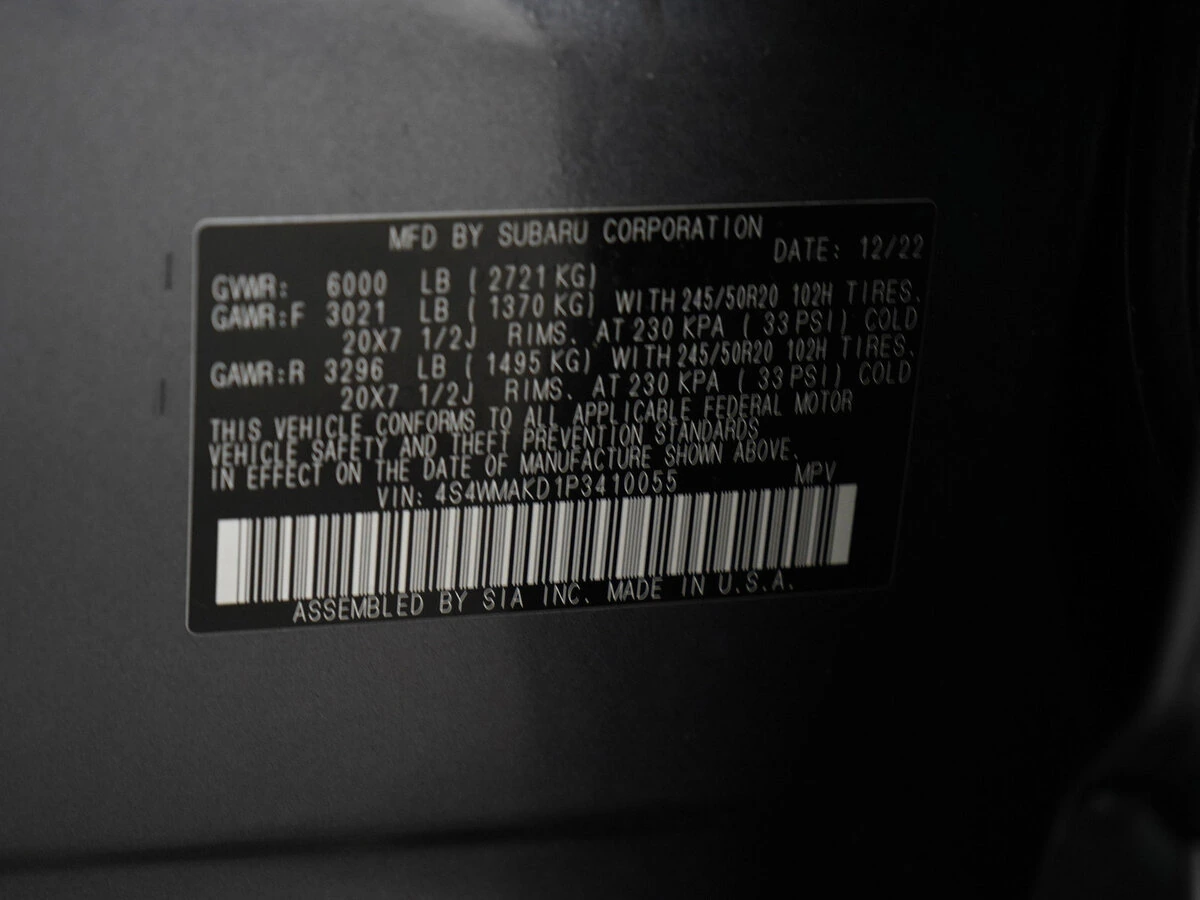 MFD BY SUBARU CORPORATION
DATE: 12/22
GVWR: 6000 LB ( 2721 KG)
GAWR:F 3021 LB ( 1370 KG) WITH 245/50R20 102H TIRES.
20X7 1/2J RIMS. AT 230 KPA ( 33 PSI) COLD
GAWR:R 3296 LB ( 1495 KG) WITH 245/50R20 102H TIRES.
20X7 1/2J RIMS. AT 230 KPA ( 33 PSI) COLD
THIS VEHICLE CONFORMS TO ALL APPLICABLE FEDERAL MOTOR
VEHICLE SAFETY AND THEFT PREVENTION STANDARDS
IN EFFECT ON THE DATE OF MANUFACTURE SHOWN ABOVE.
VIN: 4S4WMAKD1P3410055 MPV
ASSEMBLED BY SIA INC. MADE IN U.S.A.